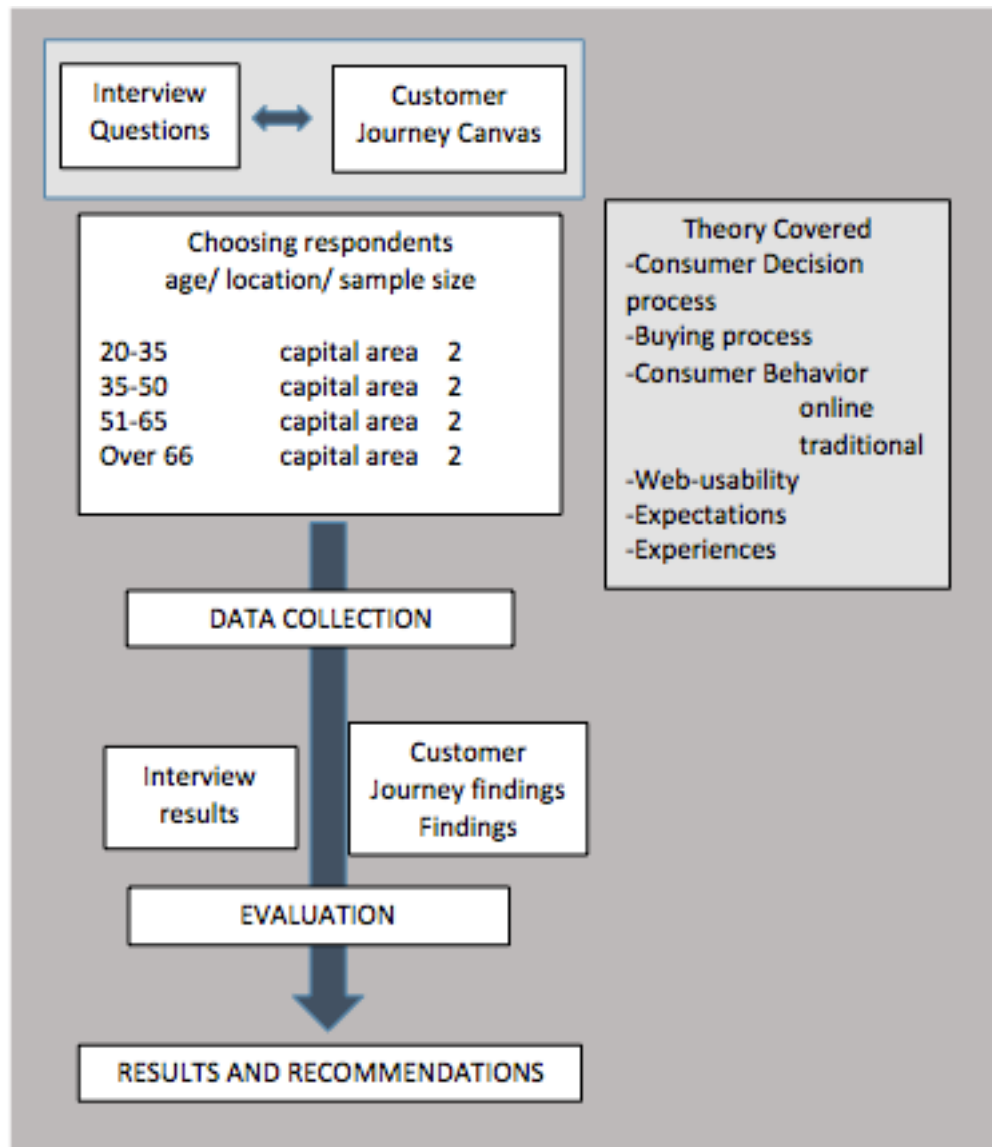 Interview
Questions
Customer
Journey Canvas
Choosing respondents
age/ location/ sample size
20-35 capital area 2
35-50 capital area 2
51-65 capital area 2
Over 66 capital area 2
Theory Covered
-Consumer Decision
process
-Buying process
-Consumer Behavior
online
traditional
-Web-usability
-Expectations
-Experiences
DATA COLLECTION
Interview
results
Customer
Journey findings
Findings
EVALUATION
RESULTS AND RECOMMENDATIONS